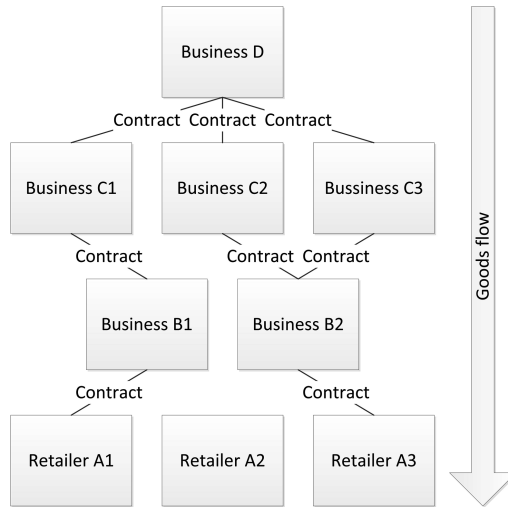 Business D
Contract Contract Contract
Business C1 Business C2 Bussiness C3
Contract Contract Contract
Business B1 Business B2
Contract Contract
Retailer A1 Retailer A2 Retailer A3
Goods flow